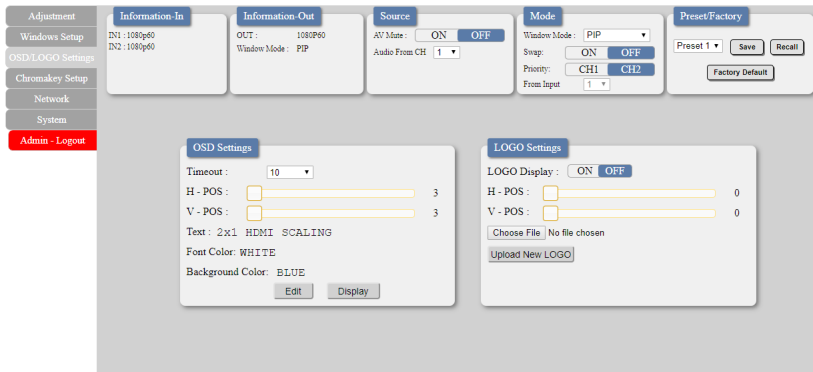 Adjustment
Windows Setup
OSD/LOGO Settings
Chromakey Setup
Network
System
Admin - Logout
Information-In
IN1 : 1080p60
IN2 : 1080p60
Information-Out
OUT : 1080P60
Window Mode : PIP
Source
AV Mute : ON OFF
Audio From CH 1
Mode
Window Mode : PIP
Swap: ON OFF
Priority: CH1 CH2
From Input 1
Preset/Factory
Preset 1 Save Recall
Factory Default
OSD Settings
Timeout : 10
H - POS : 3
V - POS : 3
Text : 2x1 HDMI SCALING
Font Color: WHITE
Background Color: BLUE
Edit Display
LOGO Settings
LOGO Display : ON OFF
H - POS : 0
V - POS : 0
Choose File No file chosen
Upload New LOGO